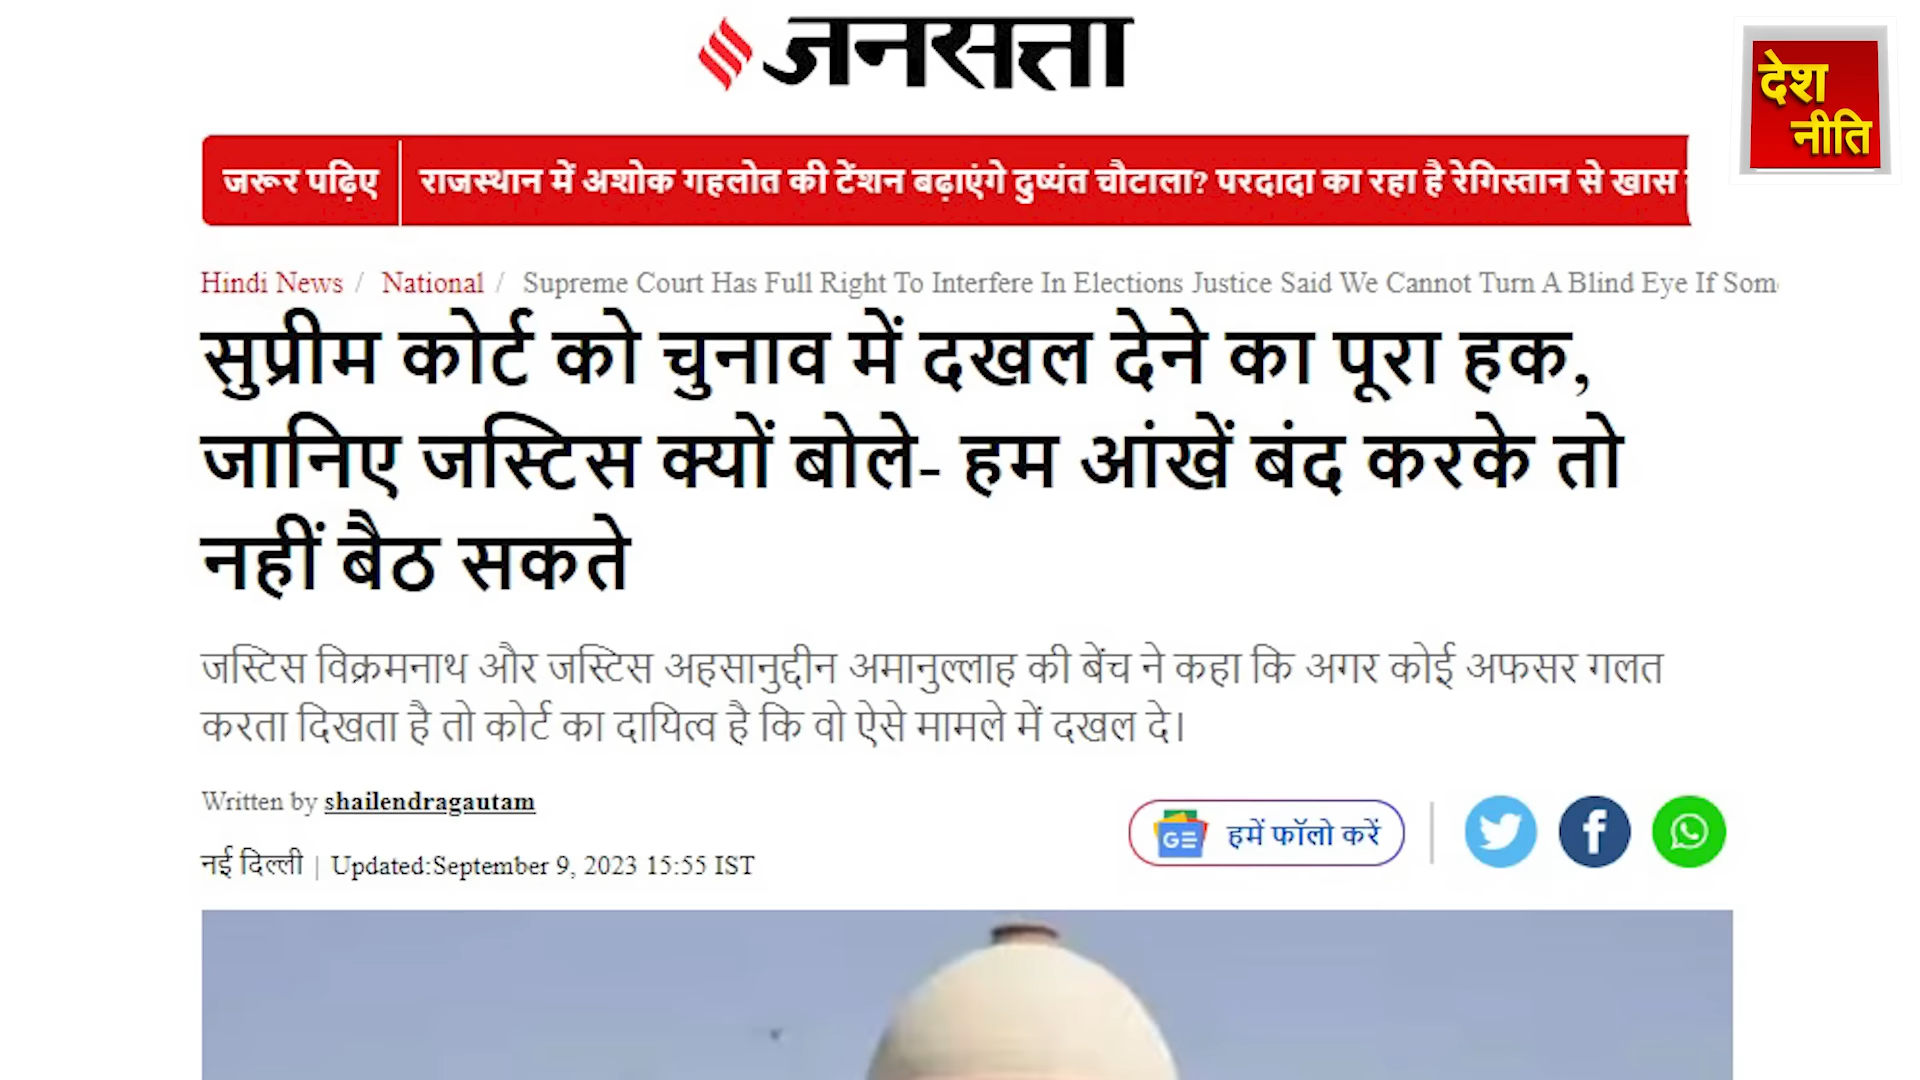 जनसत्ता
देश
नीति
जरूर पढ़िए
राजस्थान में अशोक गहलोत की टेंशन बढ़ाएंगे दुष्यंत चौटाला? परदादा का रहा है रेगिस्तान से खास
Hindi News / National / Supreme Court Has Full Right To Interfere In Elections Justice Said We Cannot Turn A Blind Eye If Som
सुप्रीम कोर्ट को चुनाव में दखल देने का पूरा हक,
जानिए जस्टिस क्यों बोले- हम आंखें बंद करके तो
नहीं बैठ सकते
जस्टिस विक्रमनाथ और जस्टिस अहसानुद्दीन अमानुल्लाह की बेंच ने कहा कि अगर कोई अफसर गलत
करता दिखता है तो कोर्ट का दायित्व है कि वो ऐसे मामले में दखल दे।
Written by shailendragautam
GE हमें फॉलो करें
नई दिल्ली | Updated:September 9, 2023 15:55 IST